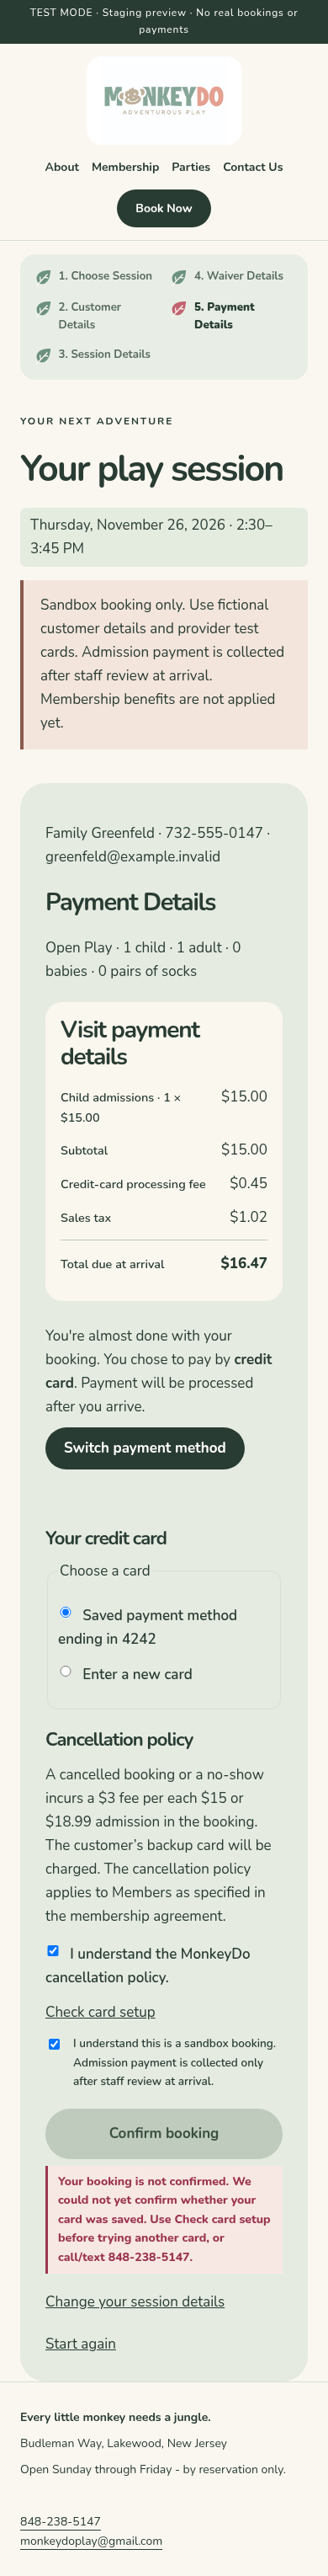 TEST MODE · Staging preview · No real bookings or
payments
MONKEYDO
ADVENTUROUS PLAY
About Membership Parties Contact Us
Book Now
1. Choose Session
2. Customer
Details
3. Session Details
4. Waiver Details
5. Payment
Details
YOUR NEXT ADVENTURE
Your play session
Thursday, November 26, 2026 · 2:30–
3:45 PM
Sandbox booking only. Use fictional
customer details and provider test
cards. Admission payment is collected
after staff review at arrival.
Membership benefits are not applied
yet.
Family Greenfeld · 732-555-0147 ·
greenfeld@example.invalid
Payment Details
Open Play · 1 child · 1 adult · 0
babies · 0 pairs of socks
Visit payment
details
Child admissions · 1 × $15.00
$15.00
Subtotal $15.00
Credit-card processing fee $0.45
Sales tax $1.02
Total due at arrival $16.47
You're almost done with your
booking. You chose to pay by credit
card. Payment will be processed
after you arrive.
Switch payment method
Your credit card
Choose a card
Saved payment method
ending in 4242
Enter a new card
Cancellation policy
A cancelled booking or a no-show
incurs a $3 fee per each $15 or
$18.99 admission in the booking.
The customer’s backup card will be
charged. The cancellation policy
applies to Members as specified in
the membership agreement.
I understand the MonkeyDo
cancellation policy.
Check card setup
I understand this is a sandbox booking.
Admission payment is collected only
after staff review at arrival.
Confirm booking
Your booking is not confirmed. We
could not yet confirm whether your
card was saved. Use Check card setup
before trying another card, or
call/text 848-238-5147.
Change your session details
Start again
Every little monkey needs a jungle.
Budleman Way, Lakewood, New Jersey
Open Sunday through Friday - by reservation only.
848-238-5147
monkeydoplay@gmail.com